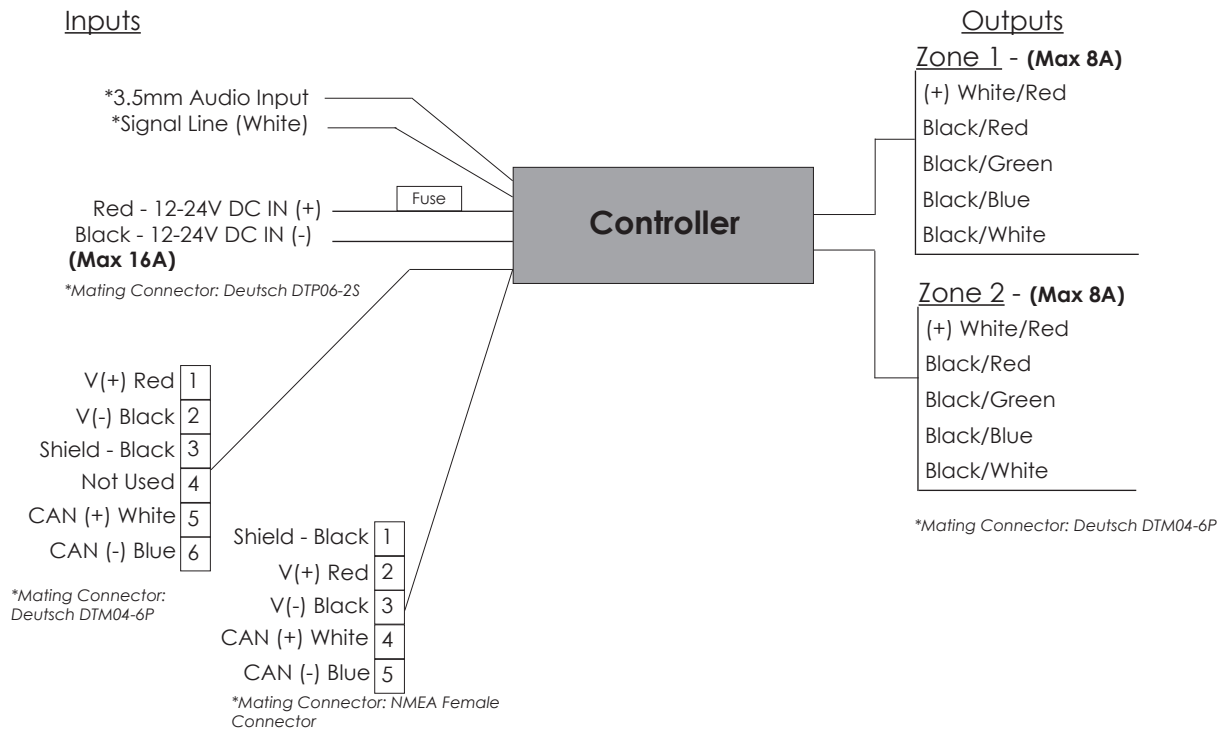 Inputs
*3.5mm Audio Input
*Signal Line (White)
Fuse
Red - 12-24V DC IN (+)
Black - 12-24V DC IN (-)
(Max 16A)
*Mating Connector: Deutsch DTP06-2S
V(+) Red 1
V(-) Black 2
Shield - Black 3
Not Used 4
CAN (+) White 5
CAN (-) Blue 6
*Mating Connector:
Deutsch DTM04-6P
Shield - Black 1
V(+) Red 2
V(-) Black 3
CAN (+) White 4
CAN (-) Blue 5
*Mating Connector: NMEA Female
Connector
Controller
Outputs
Zone 1 - (Max 8A)
(+) White/Red
Black/Red
Black/Green
Black/Blue
Black/White
Zone 2 - (Max 8A)
(+) White/Red
Black/Red
Black/Green
Black/Blue
Black/White
*Mating Connector: Deutsch DTM04-6P